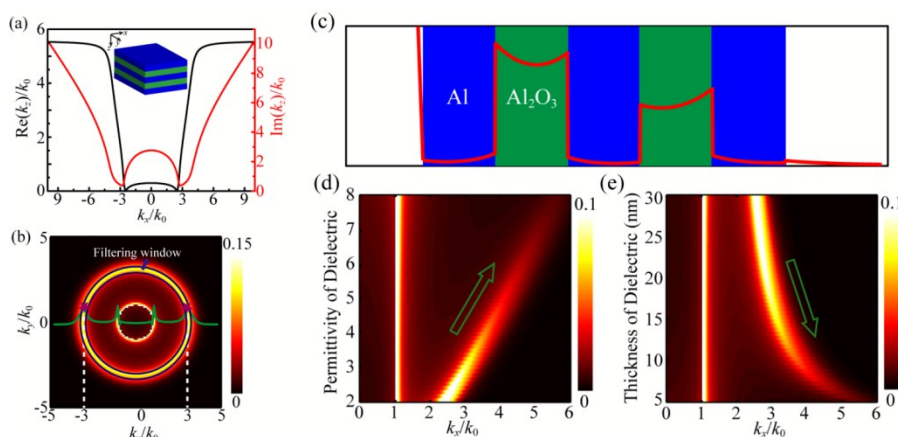 (a)
Re(kz)/k0
6
4
2
0
Im(kz)/k0
10
8
6
4
2
0
x
y
z
-9 -6 -3 0 3 6 9
kx/k0
(b)
Filtering window
5
0
-5
-5 -3 0 3 5
0.15
0
(c)
Al
Al2O3
(d)
Permittivity of Dielectric
8
7
6
5
4
3
2
0 1 2 3 4 5 6
kx/k0
0.1
0
(e)
Thickness of Dielectric (nm)
30
25
20
15
10
5
0 1 2 3 4 5 6
kx/k0
0.1
0